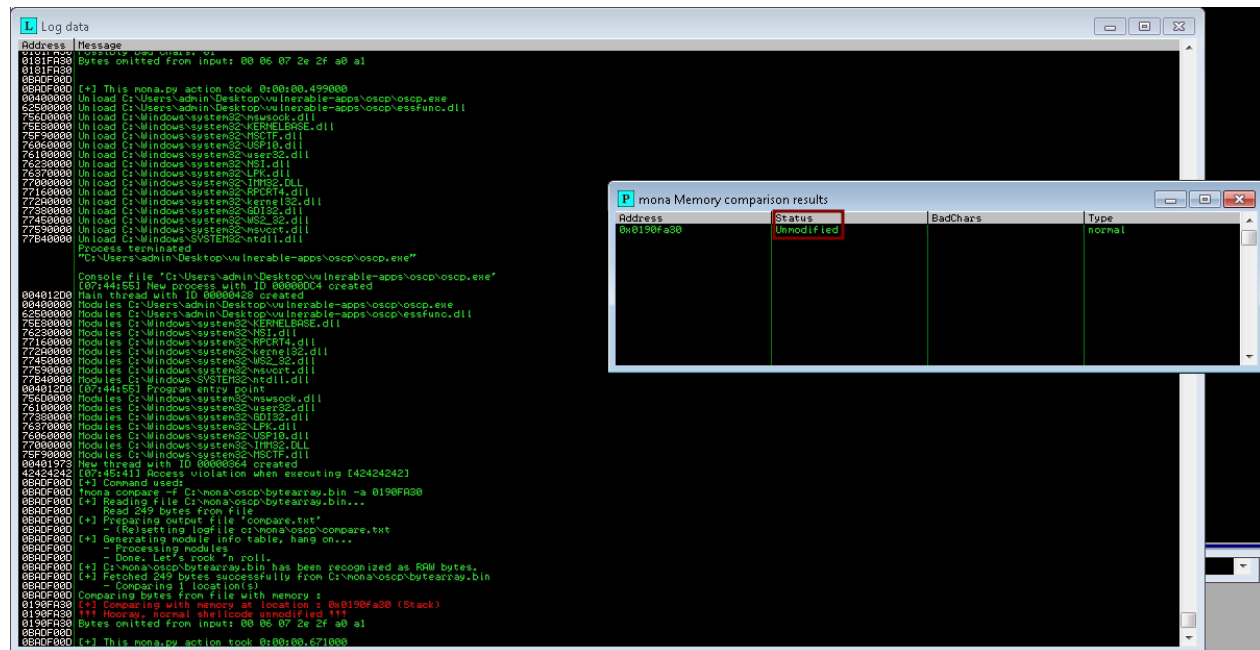 Log data
Address Message
0181FA30 Possibly bad chars: 01
0181FA30 Bytes omitted from input: 00 06 07 2e 2f a0 a1
0181FA30
0BADF00D
0BADF00D [+] This mona.py action took 0:00:00.499000
00400000 Unload C:\Users\admin\Desktop\vulnerable-apps\oscp\oscp.exe
62500000 Unload C:\Users\admin\Desktop\vulnerable-apps\oscp\essfunc.dll
756D0000 Unload C:\Windows\system32\mswsock.dll
75E80000 Unload C:\Windows\system32\KERNELBASE.dll
75F90000 Unload C:\Windows\system32\MSCTF.dll
76060000 Unload C:\Windows\system32\USP10.dll
76100000 Unload C:\Windows\system32\user32.dll
76230000 Unload C:\Windows\system32\NSI.dll
76370000 Unload C:\Windows\system32\LPK.dll
77000000 Unload C:\Windows\system32\IMM32.DLL
77160000 Unload C:\Windows\system32\RPCRT4.dll
772A0000 Unload C:\Windows\system32\kernel32.dll
77380000 Unload C:\Windows\system32\GDI32.dll
77450000 Unload C:\Windows\system32\WS2_32.dll
77590000 Unload C:\Windows\system32\msvcrt.dll
77B40000 Unload C:\Windows\SYSTEM32\ntdll.dll
Process terminated
"C:\Users\admin\Desktop\vulnerable-apps\oscp\oscp.exe"
Console file 'C:\Users\admin\Desktop\vulnerable-apps\oscp\oscp.exe'
[07:44:55] New process with ID 00000DC4 created
004012D0 Main thread with ID 00000428 created
00400000 Modules C:\Users\admin\Desktop\vulnerable-apps\oscp\oscp.exe
62500000 Modules C:\Users\admin\Desktop\vulnerable-apps\oscp\essfunc.dll
75E80000 Modules C:\Windows\system32\KERNELBASE.dll
76230000 Modules C:\Windows\system32\NSI.dll
77160000 Modules C:\Windows\system32\RPCRT4.dll
772A0000 Modules C:\Windows\system32\kernel32.dll
77450000 Modules C:\Windows\system32\WS2_32.dll
77590000 Modules C:\Windows\system32\msvcrt.dll
77B40000 Modules C:\Windows\SYSTEM32\ntdll.dll
004012D0 [07:44:55] Program entry point
756D0000 Modules C:\Windows\system32\mswsock.dll
76100000 Modules C:\Windows\system32\user32.dll
77380000 Modules C:\Windows\system32\GDI32.dll
76370000 Modules C:\Windows\system32\LPK.dll
76060000 Modules C:\Windows\system32\USP10.dll
77000000 Modules C:\Windows\system32\IMM32.DLL
75F90000 Modules C:\Windows\system32\MSCTF.dll
00401973 New thread with ID 00000364 created
42424242 [07:45:41] Access violation when executing [42424242]
0BADF00D [+] Command used:
0BADF00D !mona compare -f C:\mona\oscp\bytearray.bin -a 0190FA30
0BADF00D [+] Reading file C:\mona\oscp\bytearray.bin...
0BADF00D Read 249 bytes from file
0BADF00D [+] Preparing output file 'compare.txt'
0BADF00D - (Re)setting logfile c:\mona\oscp\compare.txt
0BADF00D [+] Generating module info table, hang on...
0BADF00D - Processing modules
0BADF00D - Done. Let's rock 'n roll.
0BADF00D [+] C:\mona\oscp\bytearray.bin has been recognized as RAW bytes.
0BADF00D [+] Fetched 249 bytes successfully from C:\mona\oscp\bytearray.bin
0BADF00D - Comparing 1 location(s)
0BADF00D Comparing bytes from file with memory :
0190FA30 [+] Comparing with memory at location : 0x0190fa30 (Stack)
0190FA30 !!! Hooray, normal shellcode unmodified !!!
0190FA30 Bytes omitted from input: 00 06 07 2e 2f a0 a1
0BADF00D
0BADF00D [+] This mona.py action took 0:00:00.671000
mona Memory comparison results
Address Status BadChars Type
0x0190fa30 Unmodified normal